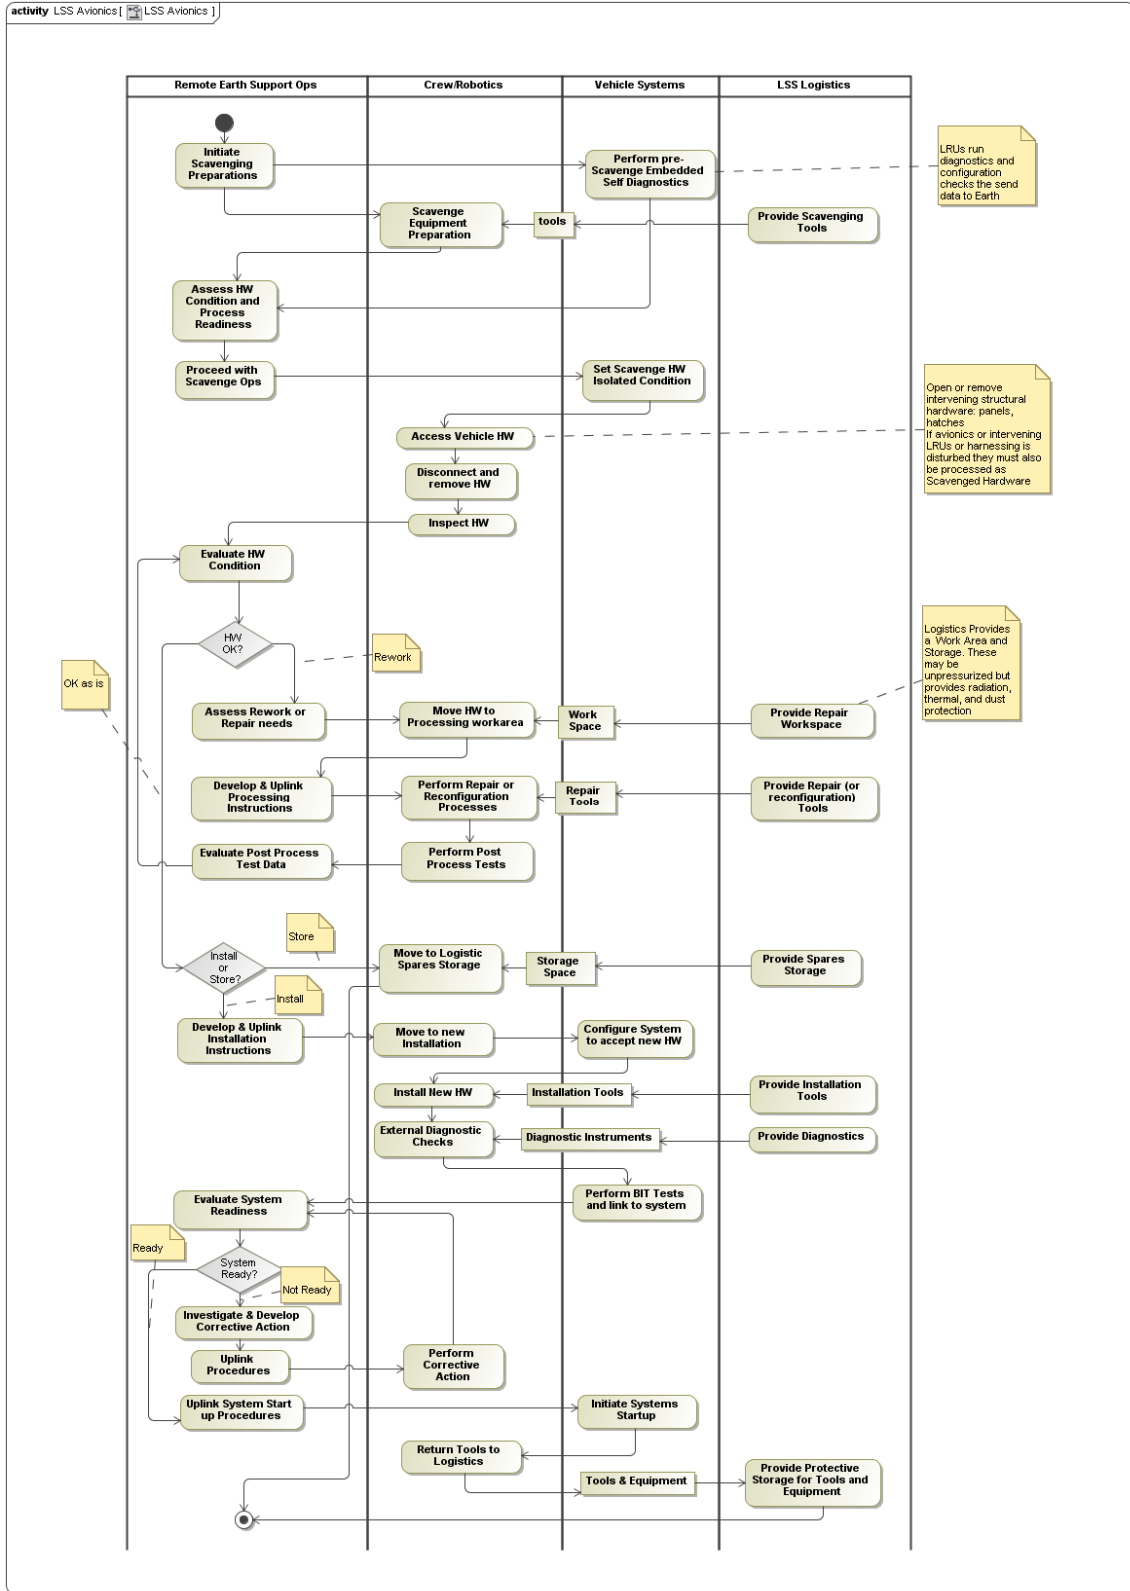 activity LSS Avionics [ LSS Avionics ]
Remote Earth Support Ops
Crew/Robotics
Vehicle Systems
LSS Logistics
Initiate
Scavenging
Preparations
Perform pre-
Scavenge Embedded
Self Diagnostics
LRUs run
diagnostics and
configuration
checks the send
data to Earth
Scavenge
Equipment
Preparation
tools
Provide Scavenging
Tools
Assess HW
Condition and
Process
Readiness
Proceed with
Scavenge Ops
Set Scavenge HW
Isolated Condition
Open or remove
intervening structural
hardware: panels,
hatches
If avionics or intervening
LRUs or harnessing is
disturbed they must also
be processed as
Scavenged Hardware
Access Vehicle HW
Disconnect and
remove HW
Inspect HW
Evaluate HW
Condition
HW
OK?
Rework
Logistics Provides
a Work Area and
Storage. These
may be
unpressurized but
provides radiation,
thermal, and dust
protection
OK as is
Assess Rework or
Repair needs
Move HW to
Processing workarea
Work
Space
Provide Repair
Workspace
Develop & Uplink
Processing
Instructions
Perform Repair or
Reconfiguration
Processes
Repair
Tools
Provide Repair (or
reconfiguration)
Tools
Evaluate Post Process
Test Data
Perform Post
Process Tests
Store
Install
or
Store?
Move to Logistic
Spares Storage
Storage
Space
Provide Spares
Storage
Install
Develop & Uplink
Installation
Instructions
Move to new
Installation
Configure System
to accept new HW
Install New HW
Installation Tools
Provide Installation
Tools
External Diagnostic
Checks
Diagnostic Instruments
Provide Diagnostics
Evaluate System
Readiness
Perform BIT Tests
and link to system
Ready
System
Ready?
Not Ready
Investigate & Develop
Corrective Action
Uplink
Procedures
Perform
Corrective
Action
Uplink System Start
up Procedures
Initiate Systems
Startup
Return Tools to
Logistics
Tools & Equipment
Provide Protective
Storage for Tools and
Equipment